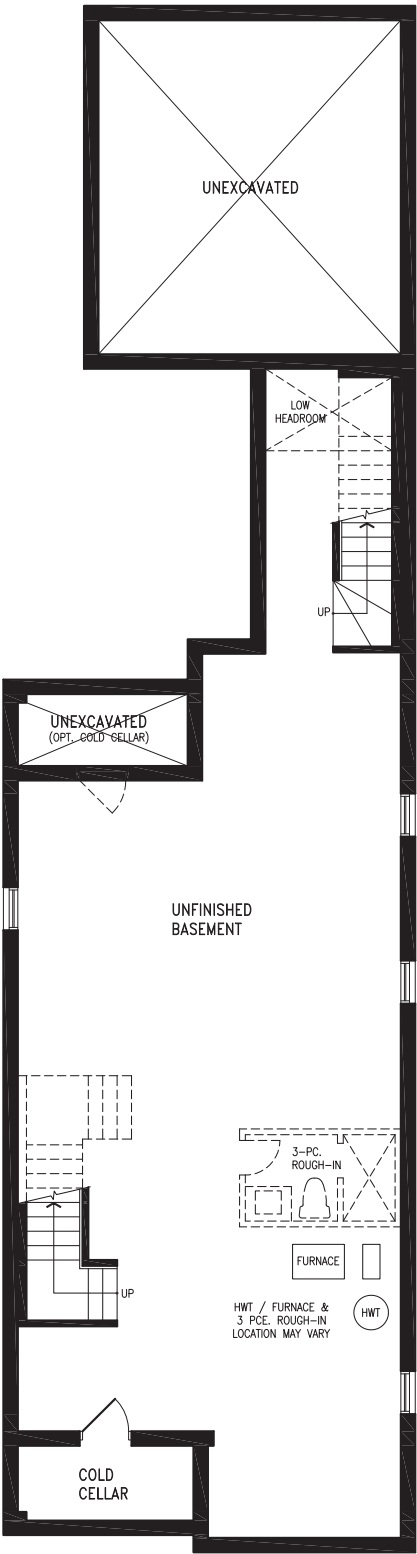 UNEXCAVATED
LOW
HEADROOM
UP
UNEXCAVATED
(OPT. COLD CELLAR)
UNFINISHED
BASEMENT
3-PC.
ROUGH-IN
FURNACE
UP
HWT / FURNACE &
3 PCE. ROUGH-IN
LOCATION MAY VARY
HWT
COLD
CELLAR